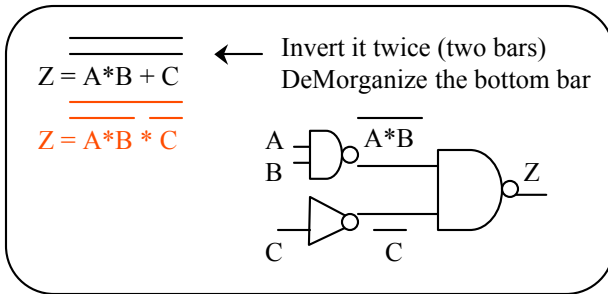 Invert it twice (two bars)
Z = A*B + C
DeMorganize the bottom bar
Z = A*B * C
A*B
A
B
Z
C
C